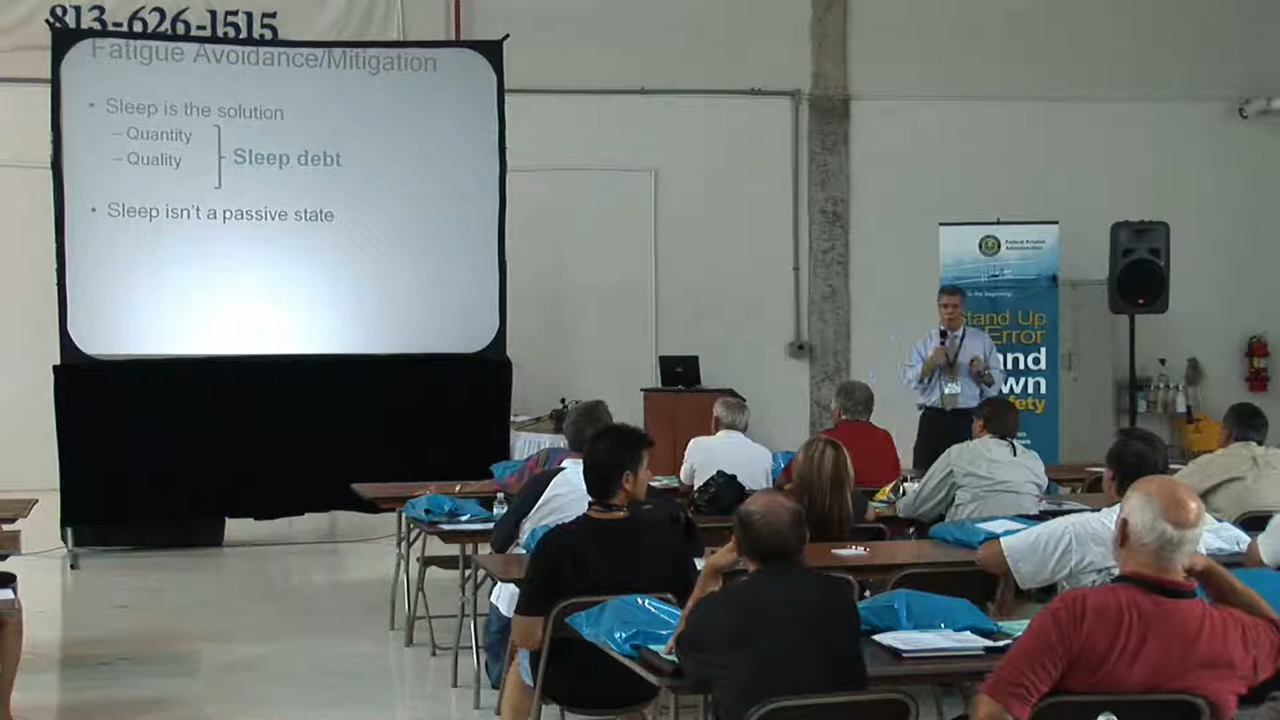 813-626-1515
Fatigue Avoidance/Mitigation
• Sleep is the solution
– Quantity
– Quality
Sleep debt
• Sleep isn't a passive state
Federal Aviation
Administration
Stand Up
Error
and
wn
fety